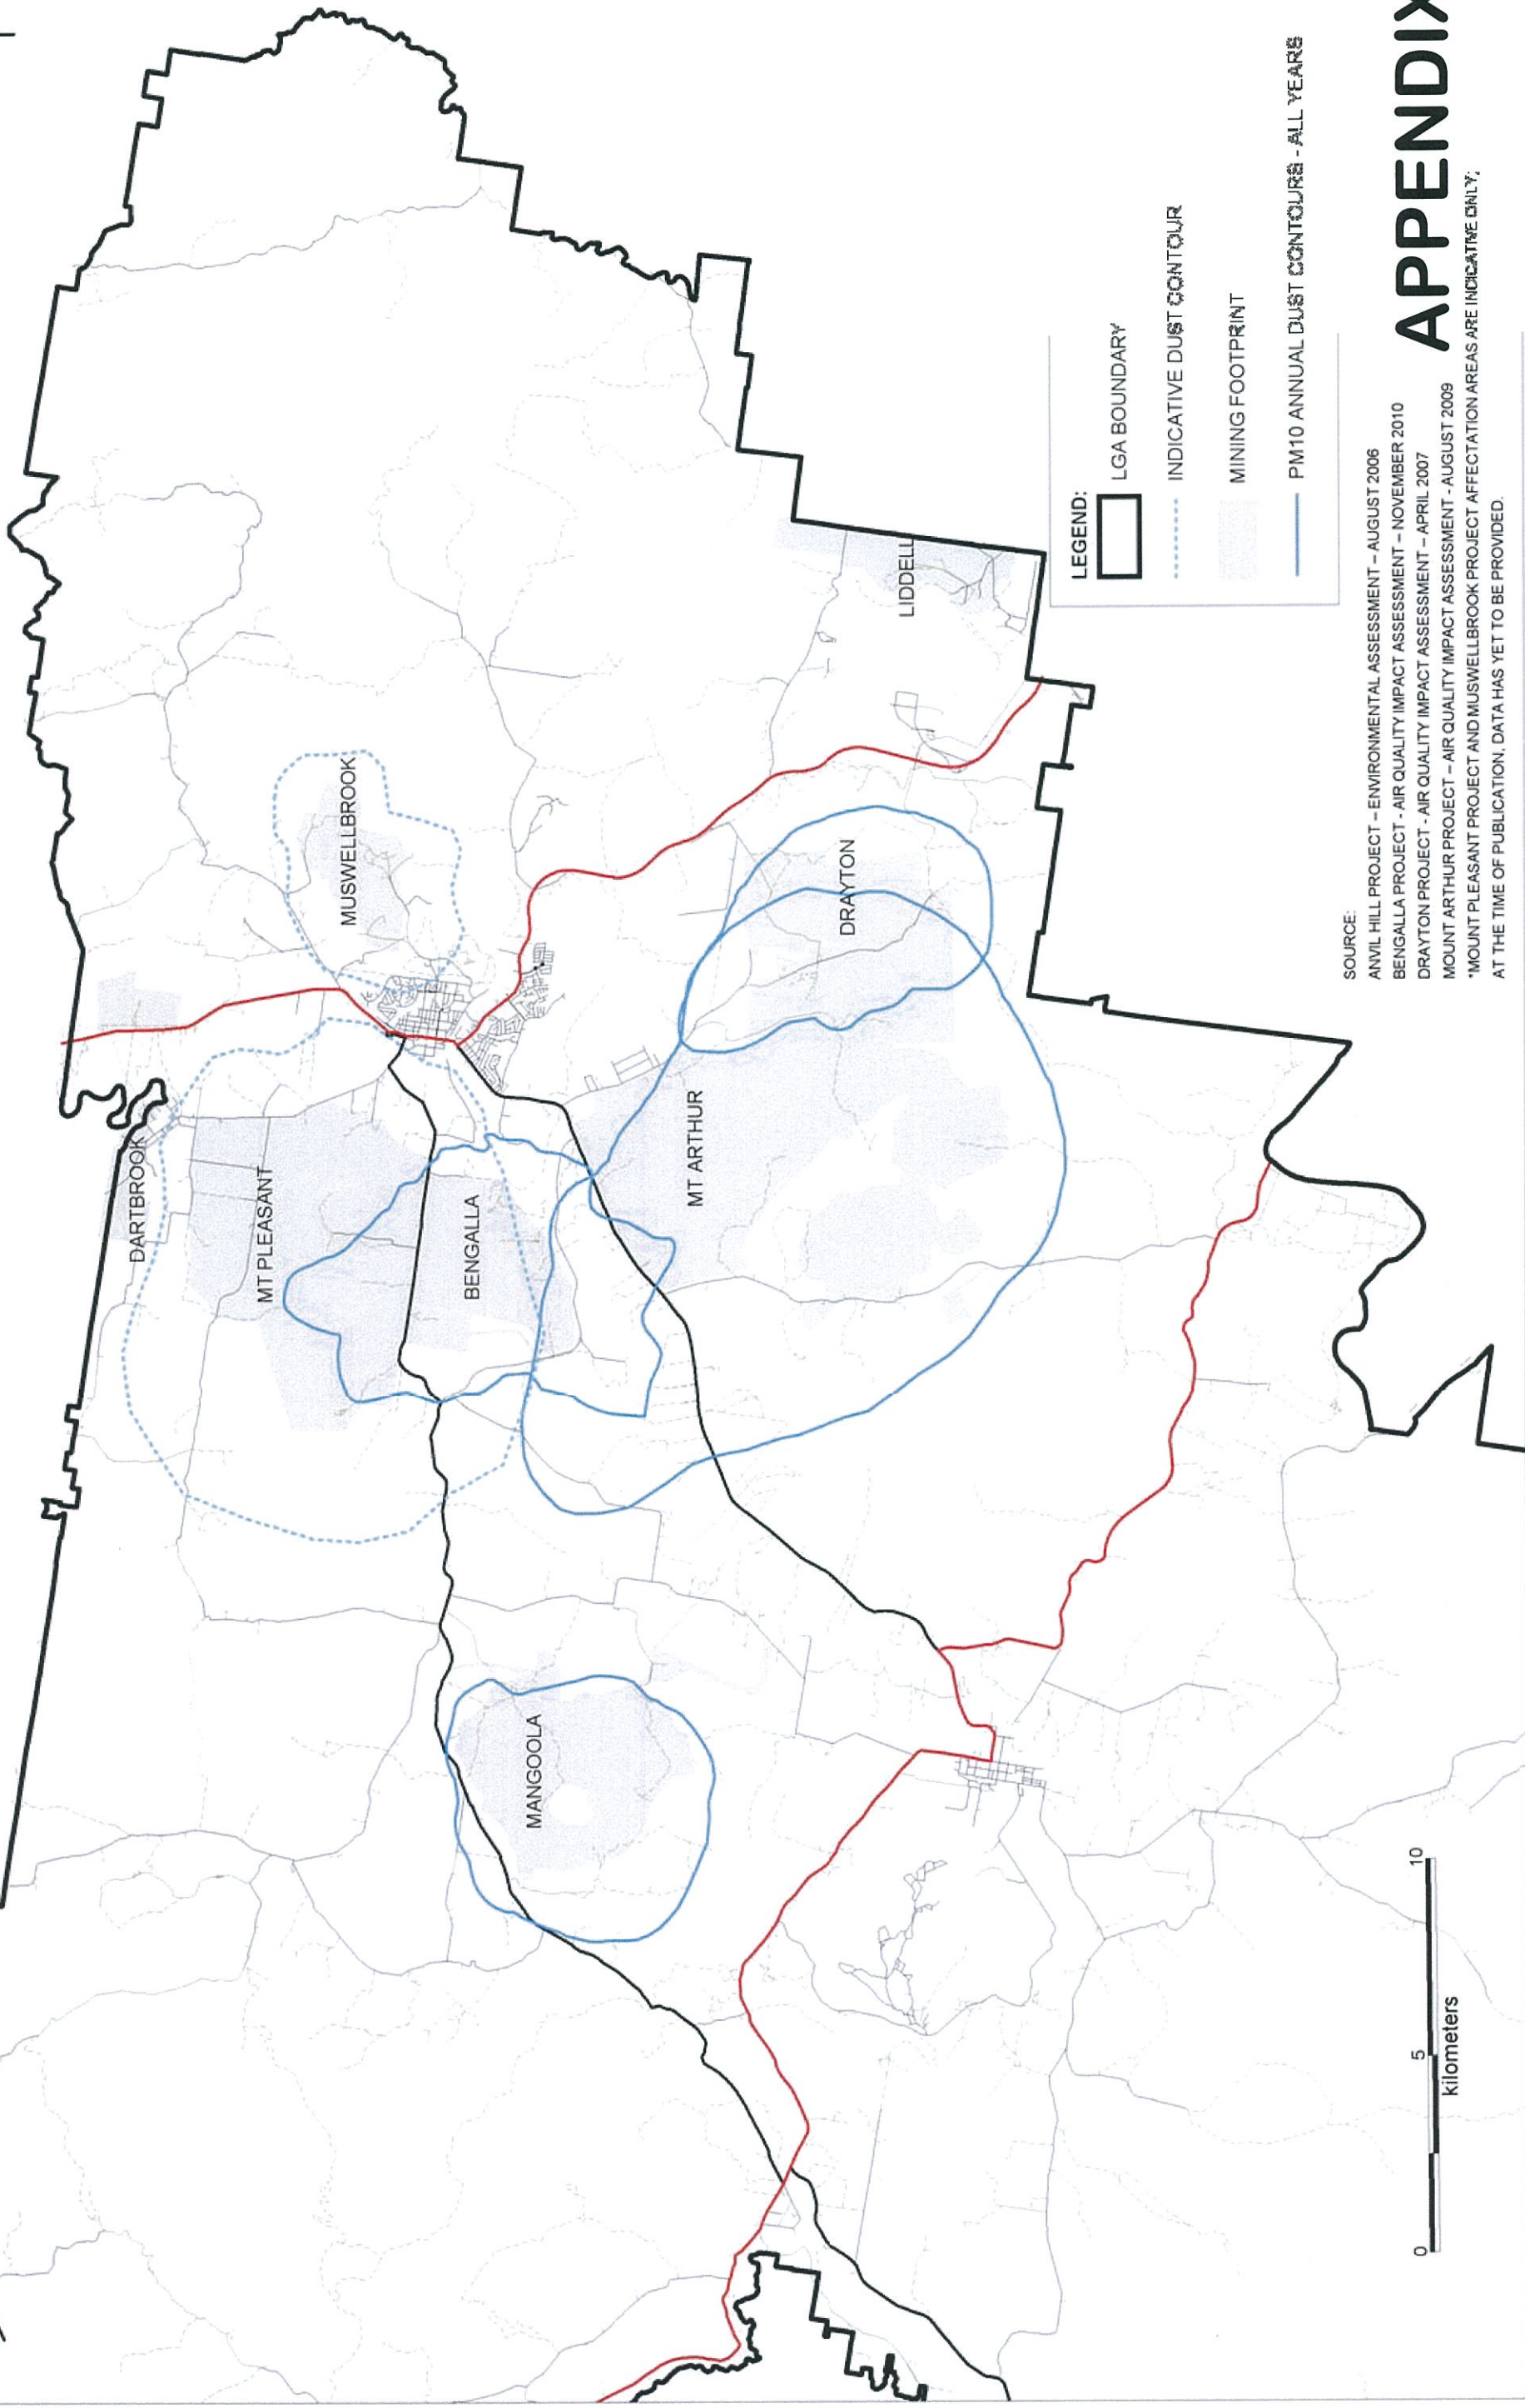 DARTBROOK
MT PLEASANT
MUSWELLBROOK
BENGALLA
MANGOOLA
MT ARTHUR
DRAYTON
LIDDELL
LEGEND:
LGA BOUNDARY
INDICATIVE DUST CONTOUR
MINING FOOTPRINT
PM10 ANNUAL DUST CONTOURS - ALL YEARS
SOURCE:
ANVIL HILL PROJECT – ENVIRONMENTAL ASSESSMENT – AUGUST 2006
BENGALLA PROJECT - AIR QUALITY IMPACT ASSESSMENT – NOVEMBER 2010
DRAYTON PROJECT - AIR QUALITY IMPACT ASSESSMENT – APRIL 2007
MOUNT ARTHUR PROJECT – AIR QUALITY IMPACT ASSESSMENT - AUGUST 2009
*MOUNT PLEASANT PROJECT AND MUSWELLBROOK PROJECT AFFECTATION AREAS ARE INDICATIVE ONLY;
AT THE TIME OF PUBLICATION, DATA HAS YET TO BE PROVIDED.
APPENDIX
0 5 10
kilometers